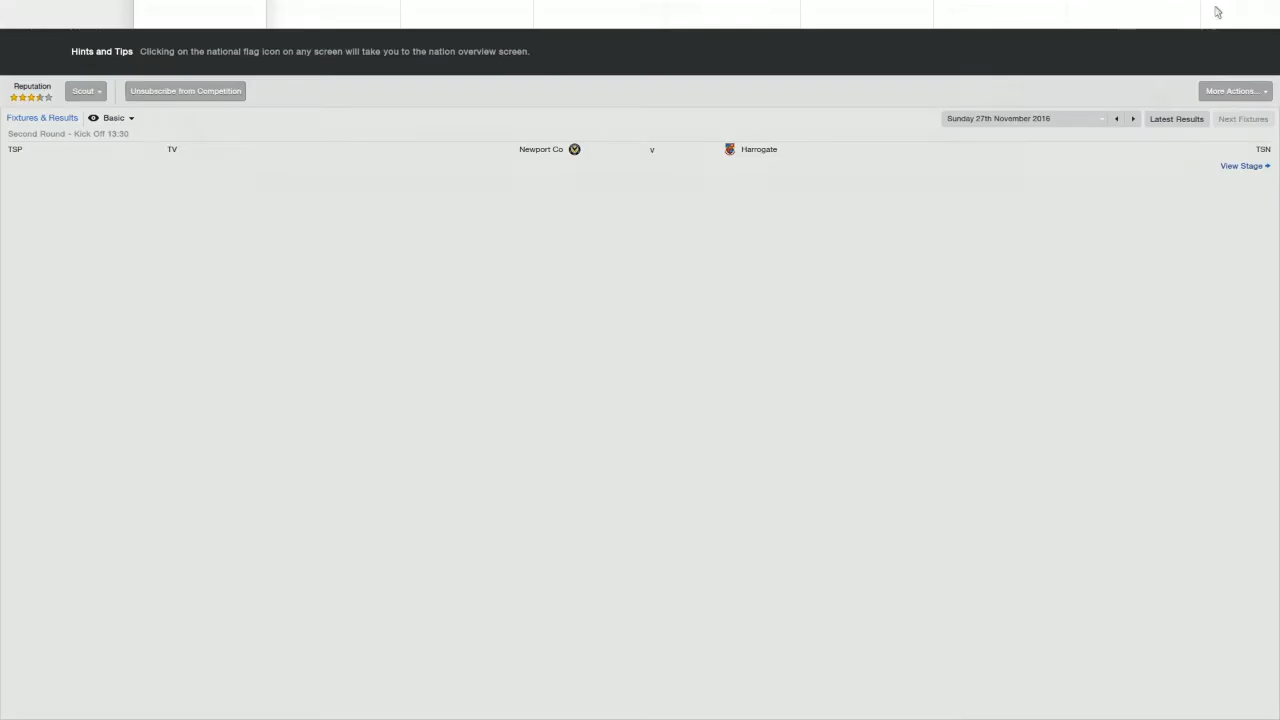 Hints and Tips Clicking on the national flag icon on any screen will take you to the nation overview screen.
Reputation
Scout Unsubscribe from Competition More Actions...
Fixtures & Results Basic Sunday 27th November 2016 Latest Results Next Fixtures
Second Round - Kick Off 13:30
TSP TV Newport Co v Harrogate TSN
View Stage